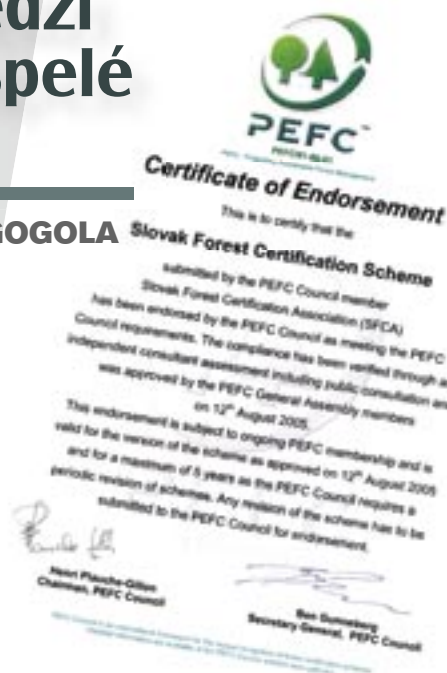 edzi
spelé
GOGOLA
PEFC™
Certificate of Endorsement
This is to certify that the
Slovak Forest Certification Scheme
submitted by the PEFC Council member
Slovak Forest Certification Association (SFCA)
has been endorsed by the PEFC Council as meeting the PEFC
Council requirements. The compliance has been verified through a
independent consultant assessment including public consultation an
was approved by the PEFC General Assembly members
on 12th August 2005.
This endorsement is subject to ongoing PEFC membership and is
valid for the version of the scheme as approved on 12th August 2005
and for a maximum of 5 years as the PEFC Council requires a
periodic revision of schemes. Any revision of the scheme has to be
submitted to the PEFC Council for endorsement.
Henri Plauche-Gillon
Chairman, PEFC Council
Ben Gunneberg
Secretary General, PEFC Council